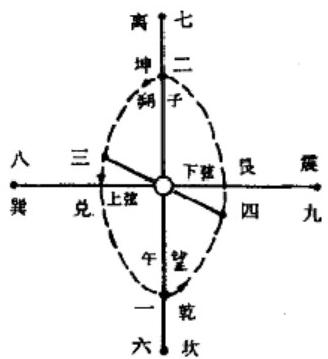 离 七
坤 二
朔 子
八 三 下弦 艮 震
巽 兑 上弦 四 九
午 望
一 乾
六 坎